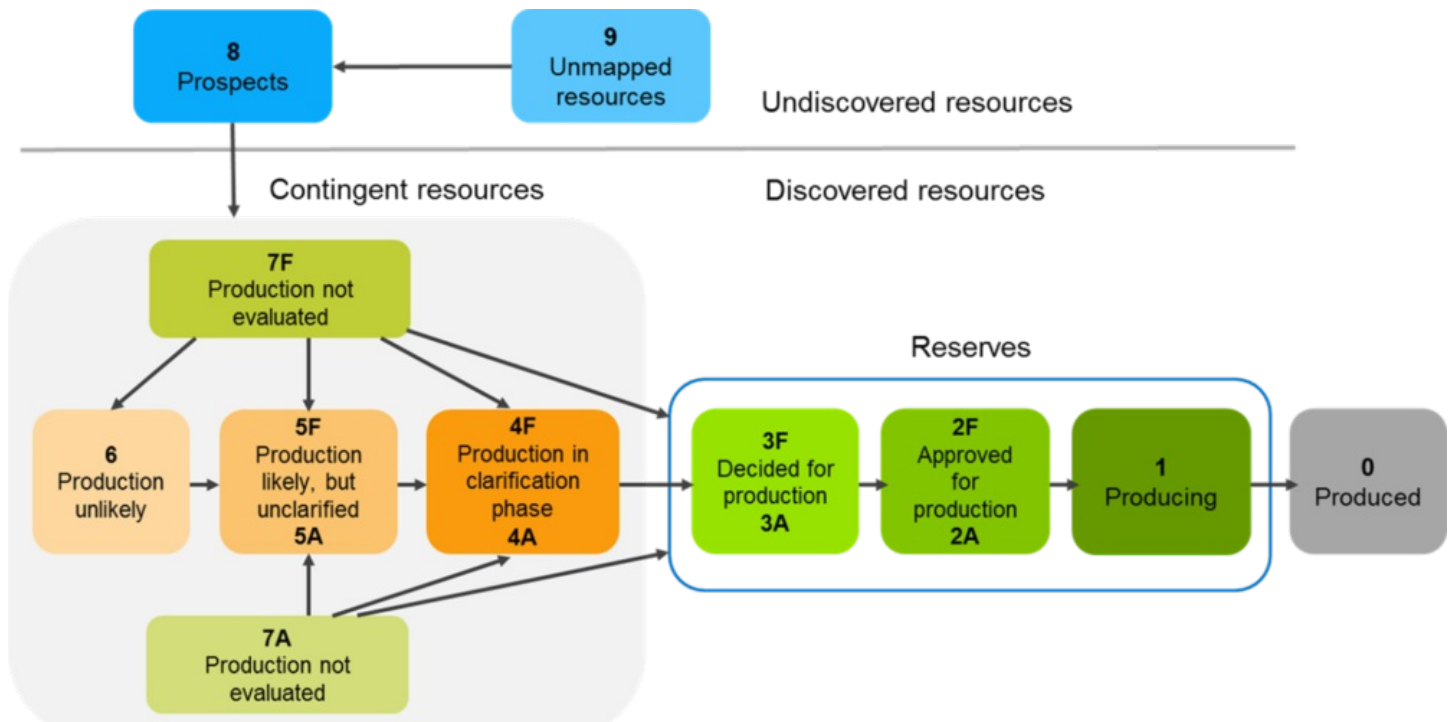 8
Prospects
9
Unmapped
resources
Undiscovered resources
Contingent resources
Discovered resources
7F
Production not
evaluated
Reserves
6
Production
unlikely
5F
Production
likely, but
unclarified
5A
4F
Production in
clarification
phase
4A
3F
Decided for
production
3A
2F
Approved
for
production
2A
1
Producing
0
Produced
7A
Production not
evaluated